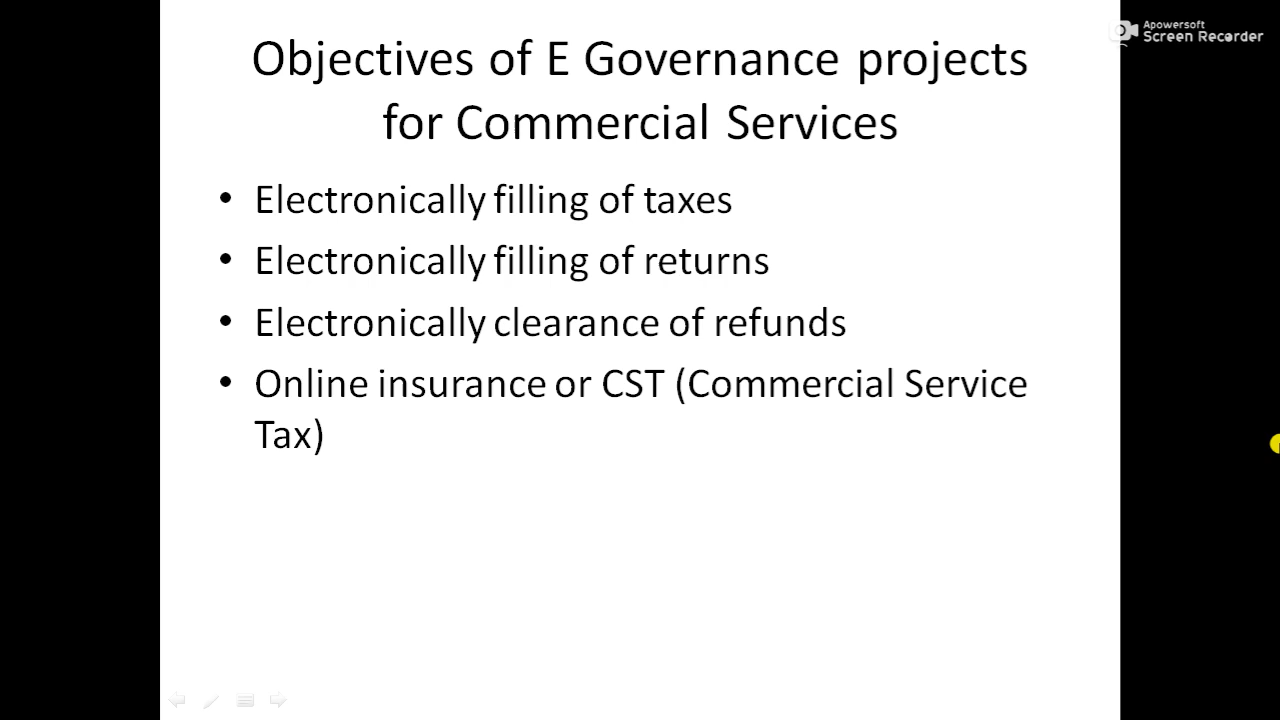 Apowersoft
Screen Recorder
Objectives of E Governance projects
for Commercial Services
• Electronically filling of taxes
• Electronically filling of returns
• Electronically clearance of refunds
• Online insurance or CST (Commercial Service
Tax)